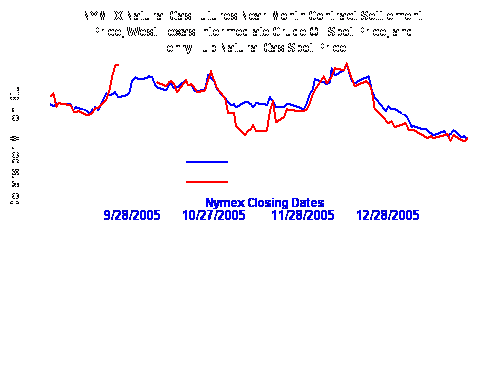 NYMEX Natural Gas Futures Near-Month Contract Settlement
Price, West Texas Intermediate Crude Oil Spot Price, and
Henry Hub Natural Gas Spot Price
Nymex Closing Dates
9/28/2005 10/27/2005 11/28/2005 12/28/2005